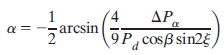 α = −1/2 arcsin(4/9 ΔP_α / P_d cosβ sin2ξ)